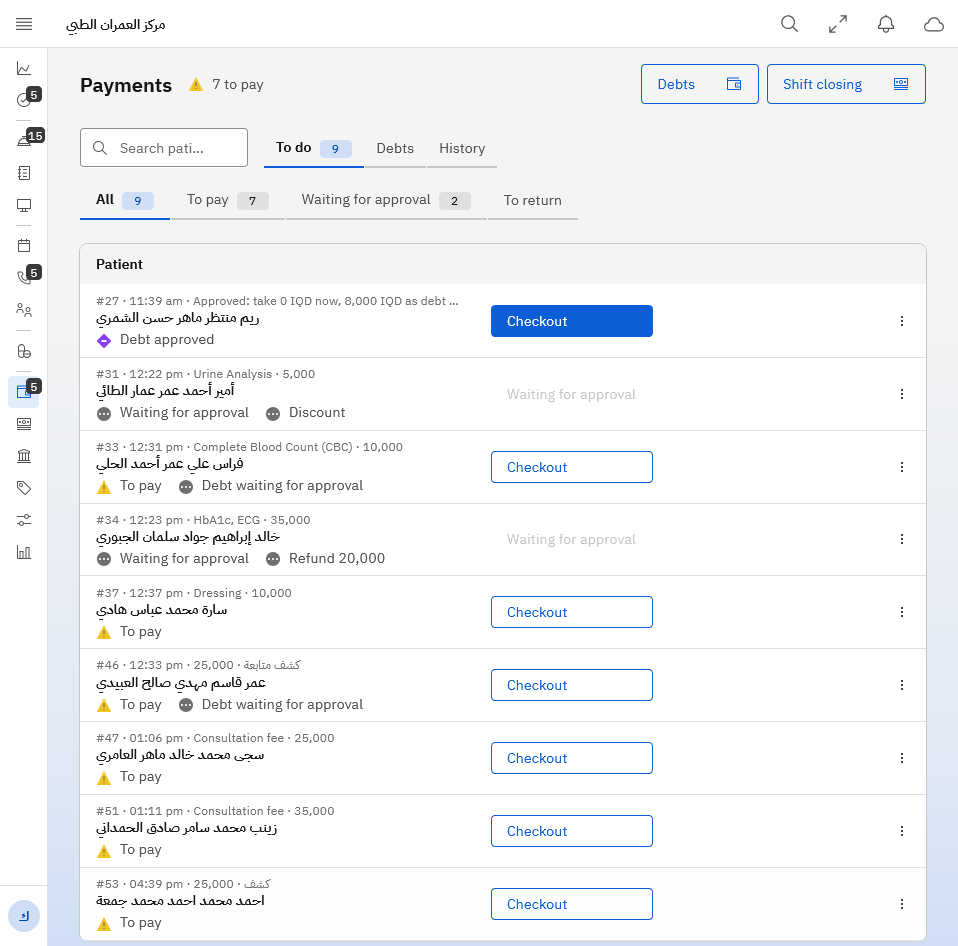 مركز العمران الطبي
5
15
5
5
ك
Payments
7 to pay
Debts
Shift closing
Search pati...
To do 9
Debts
History
All 9
To pay 7
Waiting for approval 2
To return
Patient
#27 · 11:39 am · Approved: take 0 IQD now, 8,000 IQD as debt ...
ريم منتظر ماهر حسن الشمري
Debt approved
Checkout
#31 · 12:22 pm · Urine Analysis · 5,000
أمير أحمد عمر عمار الطائي
Waiting for approval Discount
Waiting for approval
#33 · 12:31 pm · Complete Blood Count (CBC) · 10,000
فراس علي عمر أحمد الحلي
To pay Debt waiting for approval
Checkout
#34 · 12:23 pm · HbA1c, ECG · 35,000
خالد إبراهيم جواد سلمان الجبوري
Waiting for approval Refund 20,000
Waiting for approval
#37 · 12:37 pm · Dressing · 10,000
سارة محمد عباس هادي
To pay
Checkout
#46 · 12:33 pm · 25,000 · كشف متابعة
عمر قاسم مهدي صالح العبيدي
To pay Debt waiting for approval
Checkout
#47 · 01:06 pm · Consultation fee · 25,000
سجى محمد خالد ماهر العامري
To pay
Checkout
#51 · 01:11 pm · Consultation fee · 35,000
زينب محمد سامر صادق الحمداني
To pay
Checkout
#53 · 04:39 pm · 25,000 · كشف
احمد محمد احمد محمد جمعة
To pay
Checkout